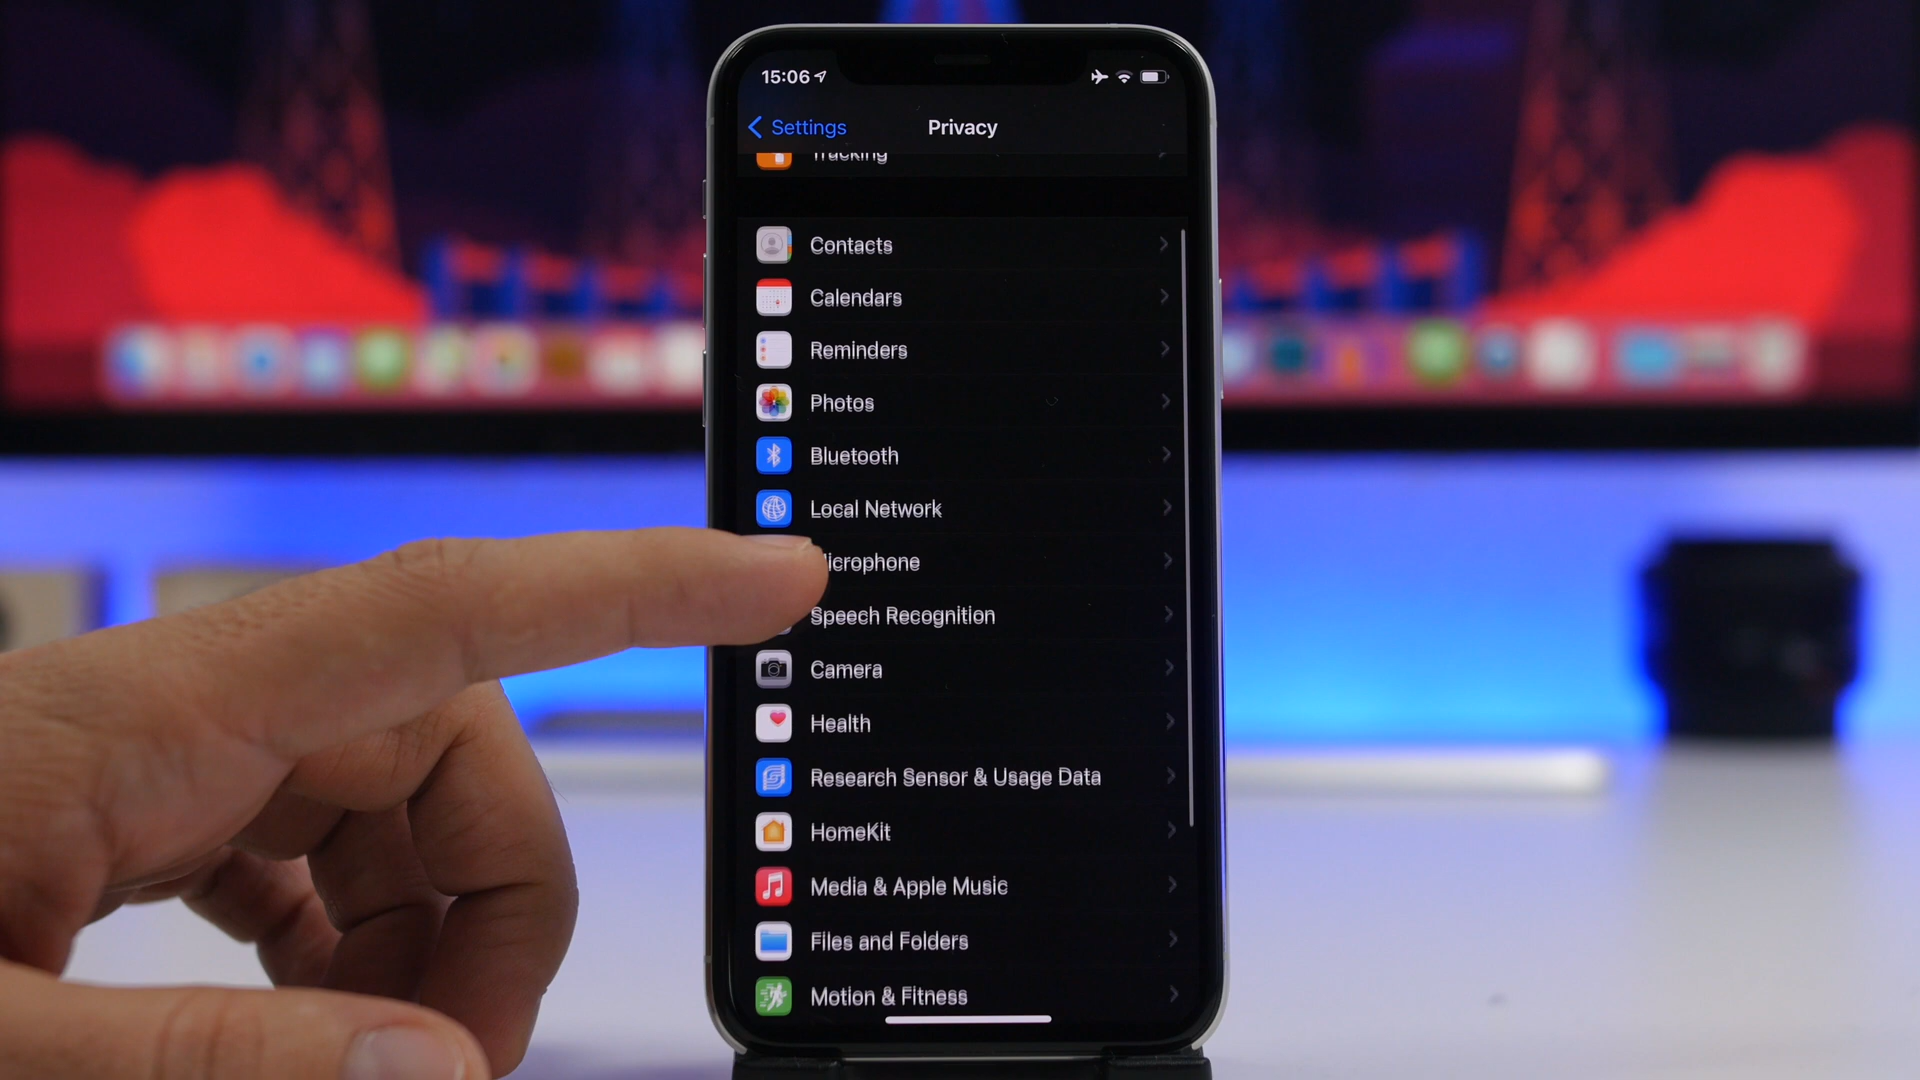 15:06
Settings
Privacy
Tracking
Contacts
Calendars
Reminders
Photos
Bluetooth
Local Network
icrophone
Speech Recognition
Camera
Health
Research Sensor & Usage Data
HomeKit
Media & Apple Music
Files and Folders
Motion & Fitness